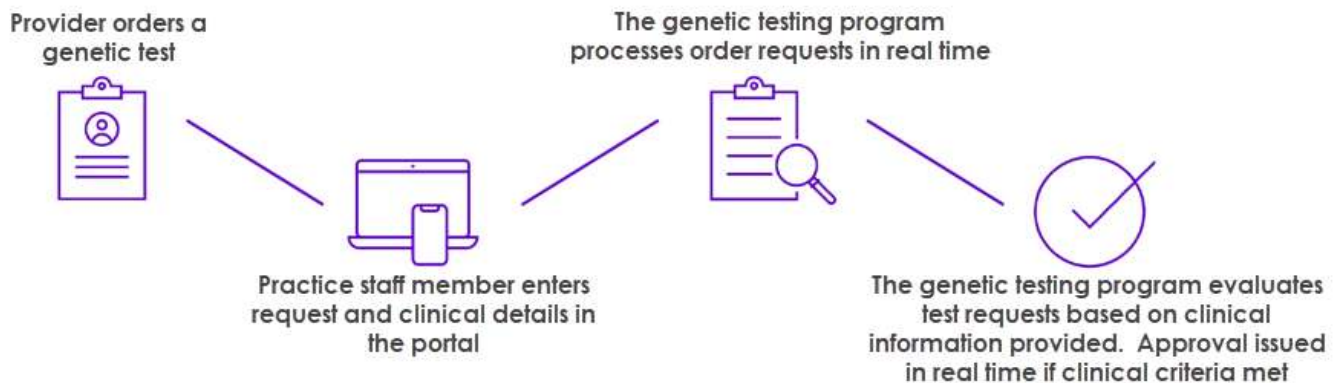 Provider orders a
genetic test
Practice staff member enters
request and clinical details in
the portal
The genetic testing program
processes order requests in real time
The genetic testing program evaluates
test requests based on clinical
information provided.  Approval issued
in real time if clinical criteria met